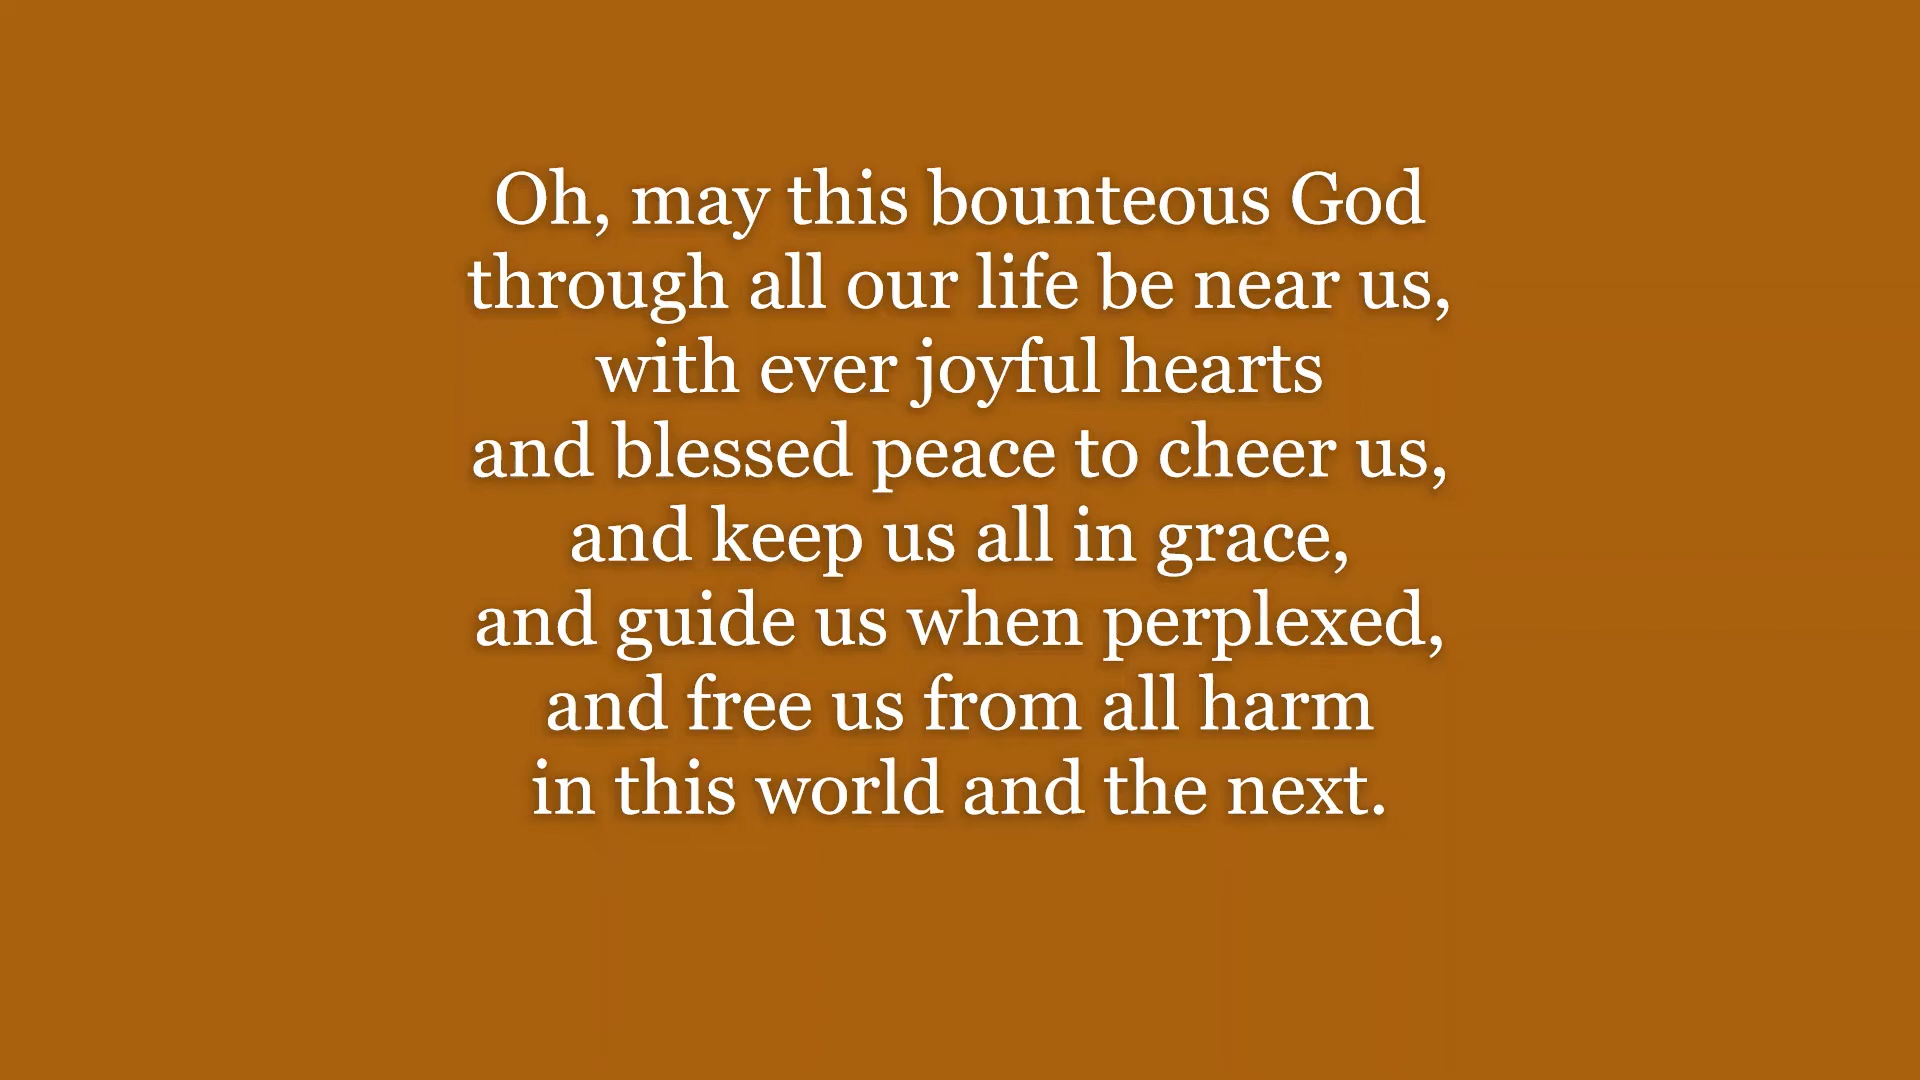 Oh, may this bounteous God
through all our life be near us,
with ever joyful hearts
and blessed peace to cheer us,
and keep us all in grace,
and guide us when perplexed,
and free us from all harm
in this world and the next.